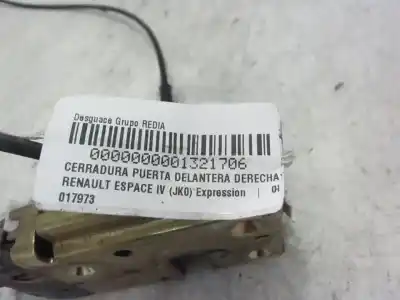 Desguace Grupo REDIA
0000000001321706
CERRADURA PUERTA DELANTERA DERECHA
RENAULT ESPACE IV (JK0) Expression | 04
017973